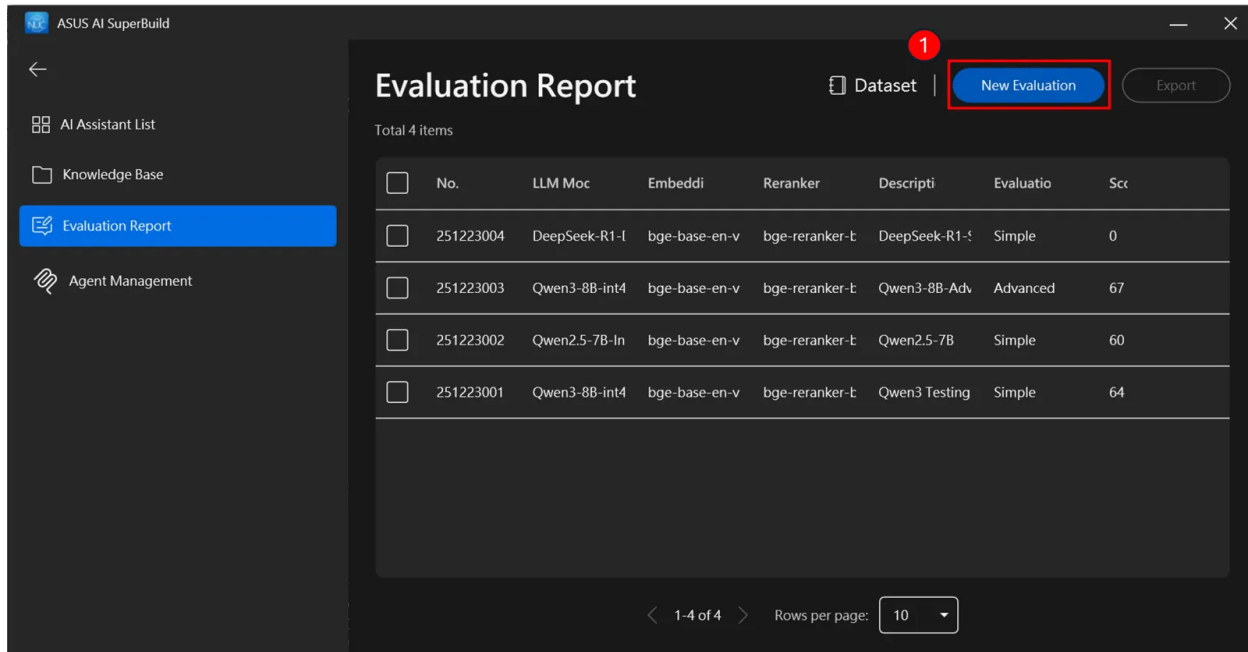 ASUS AI SuperBuild
AI Assistant List
Knowledge Base
Evaluation Report
Agent Management
1
Evaluation Report
Dataset | New Evaluation Export
Total 4 items
No. LLM Moc Embeddi Reranker Descripti Evaluatio Scc
251223004 DeepSeek-R1-[ bge-base-en-v bge-reranker-b DeepSeek-R1-S Simple 0
251223003 Qwen3-8B-int4 bge-base-en-v bge-reranker-b Qwen3-8B-Adv Advanced 67
251223002 Qwen2.5-7B-In bge-base-en-v bge-reranker-b Qwen2.5-7B Simple 60
251223001 Qwen3-8B-int4 bge-base-en-v bge-reranker-b Qwen3 Testing Simple 64
1-4 of 4 Rows per page: 10